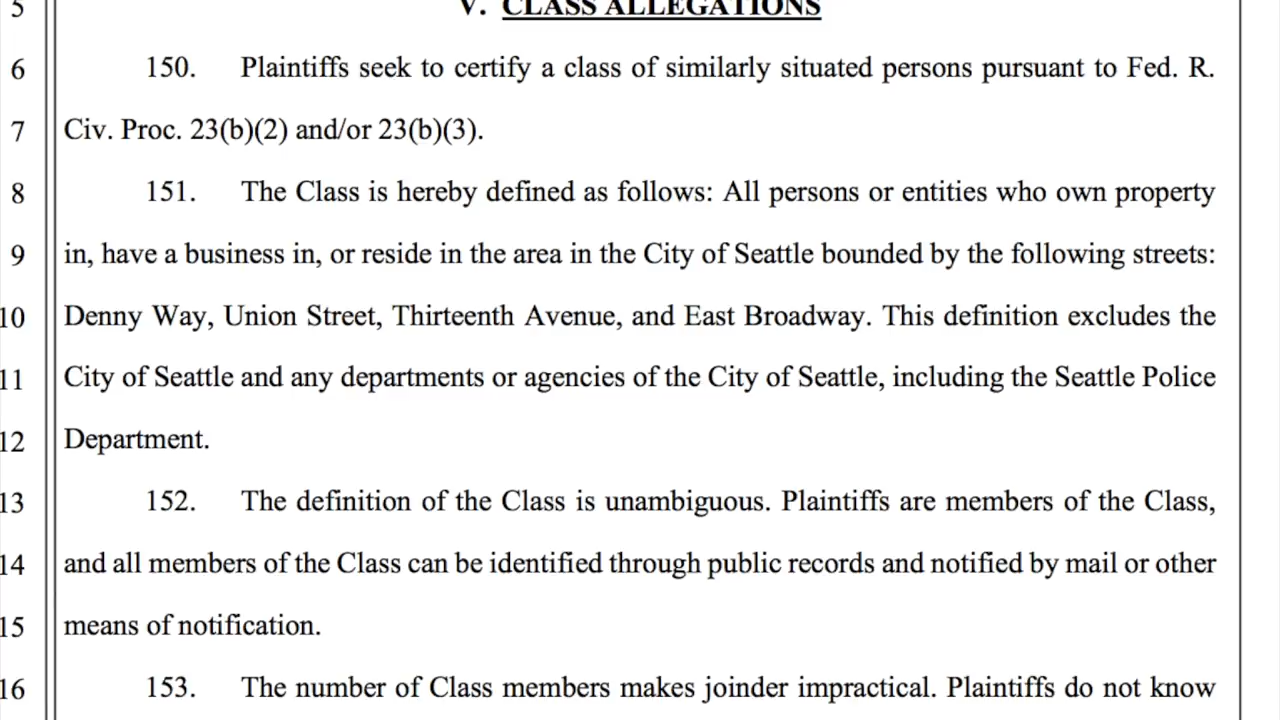 5 V. CLASS ALLEGATIONS
6 150. Plaintiffs seek to certify a class of similarly situated persons pursuant to Fed. R.
7 Civ. Proc. 23(b)(2) and/or 23(b)(3).
8 151. The Class is hereby defined as follows: All persons or entities who own property
9 in, have a business in, or reside in the area in the City of Seattle bounded by the following streets:
10 Denny Way, Union Street, Thirteenth Avenue, and East Broadway. This definition excludes the
11 City of Seattle and any departments or agencies of the City of Seattle, including the Seattle Police
12 Department.
13 152. The definition of the Class is unambiguous. Plaintiffs are members of the Class,
14 and all members of the Class can be identified through public records and notified by mail or other
15 means of notification.
16 153. The number of Class members makes joinder impractical. Plaintiffs do not know